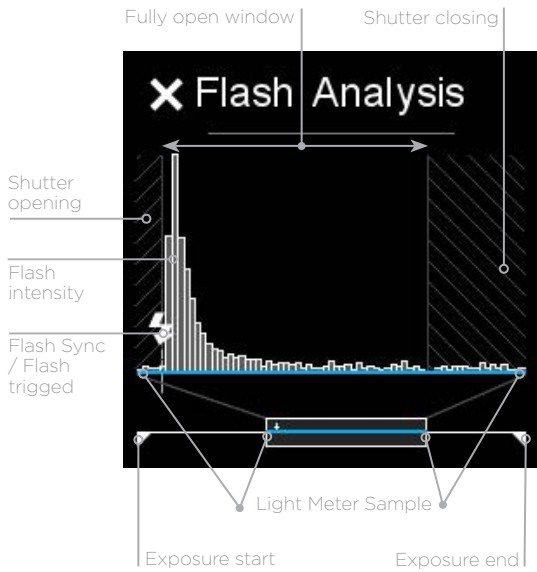 Fully open window
Shutter closing
Flash Analysis
Shutter
opening
Flash
intensity
Flash Sync
/ Flash
trigged
Light Meter Sample
Exposure start
Exposure end